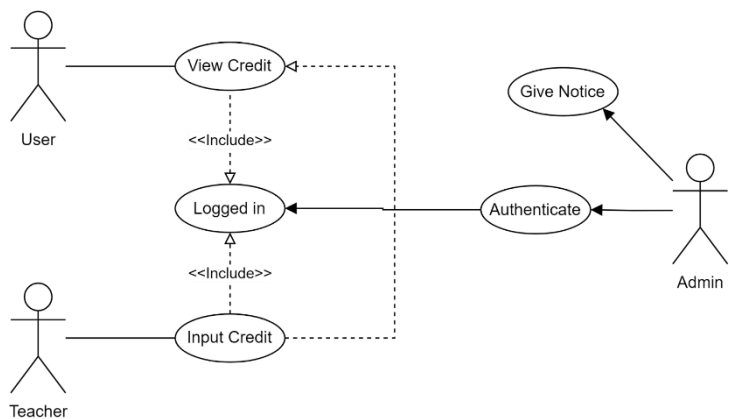 View Credit
Give Notice
User
<<Include>>
Logged in
Authenticate
<<Include>>
Admin
Input Credit
Teacher